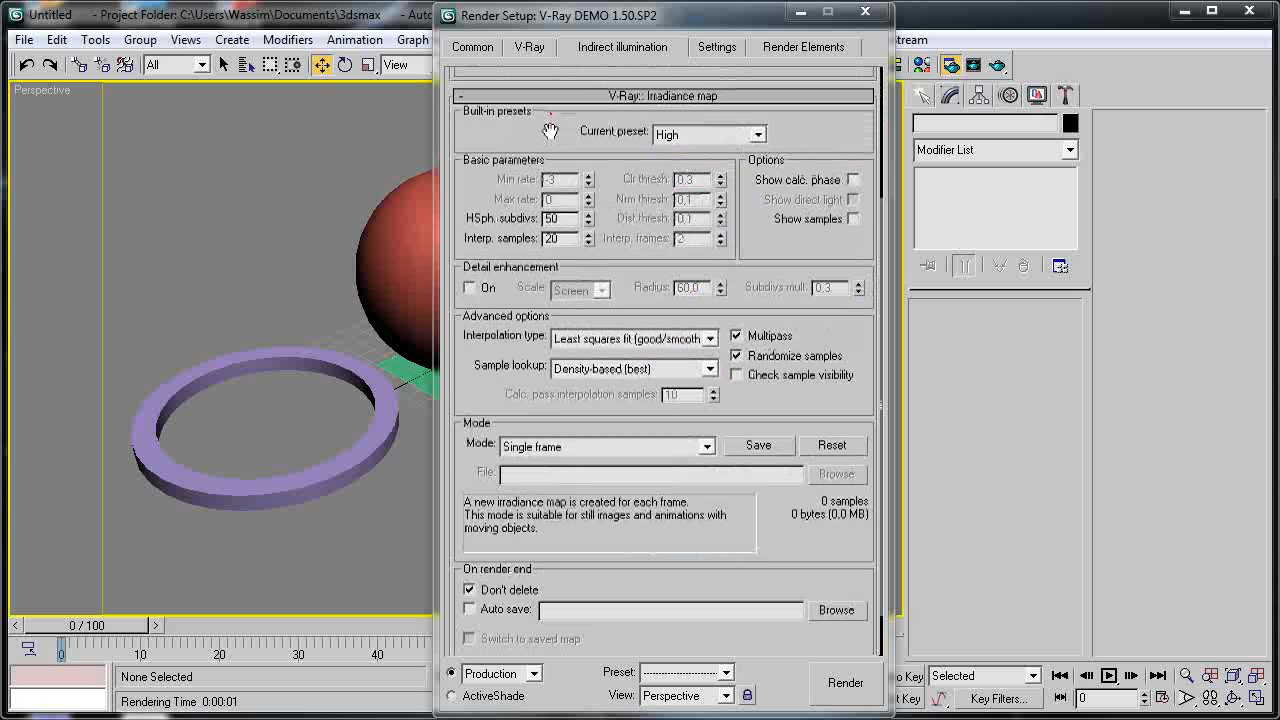 Untitled - Project Folder: C:\Users\Wassim\Documents\3dsmax - Auto
Render Setup: V-Ray DEMO 1.50.SP2
File Edit Tools Group Views Create Modifiers Animation Graph
Common V-Ray Indirect illumination Settings Render Elements
All View
Perspective
- V-Ray:: Irradiance map
Built-in presets
Current preset: High
Modifier List
Basic parameters
Options
Min rate: -3 Clr thresh: 0,3 Show calc. phase
Max rate: 0 Nrm thresh: 0,1 Show direct light
HSph. subdivs: 50 Dist thresh: 0,1 Show samples
Interp. samples: 20 Interp. frames: 2
Detail enhancement
On Scale Screen Radius: 60,0 Subdivs mult. 0,3
Advanced options
Interpolation type: Least squares fit (good/smooth Multipass
Randomize samples
Sample lookup: Density-based (best) Check sample visibility
Calc. pass interpolation samples: 10
Mode
Mode: Single frame Save Reset
File: Browse
A new irradiance map is created for each frame.
This mode is suitable for still images and animations with
moving objects.
0 samples
0 bytes (0,0 MB)
On render end
Don't delete
Auto save: Browse
Switch to saved map
< 0 / 100 >
0 10 20 30 40
None Selected
Rendering Time 0:00:01
Production Preset: --------------------
ActiveShade View: Perspective
Render
Selected
Key Filters... 0